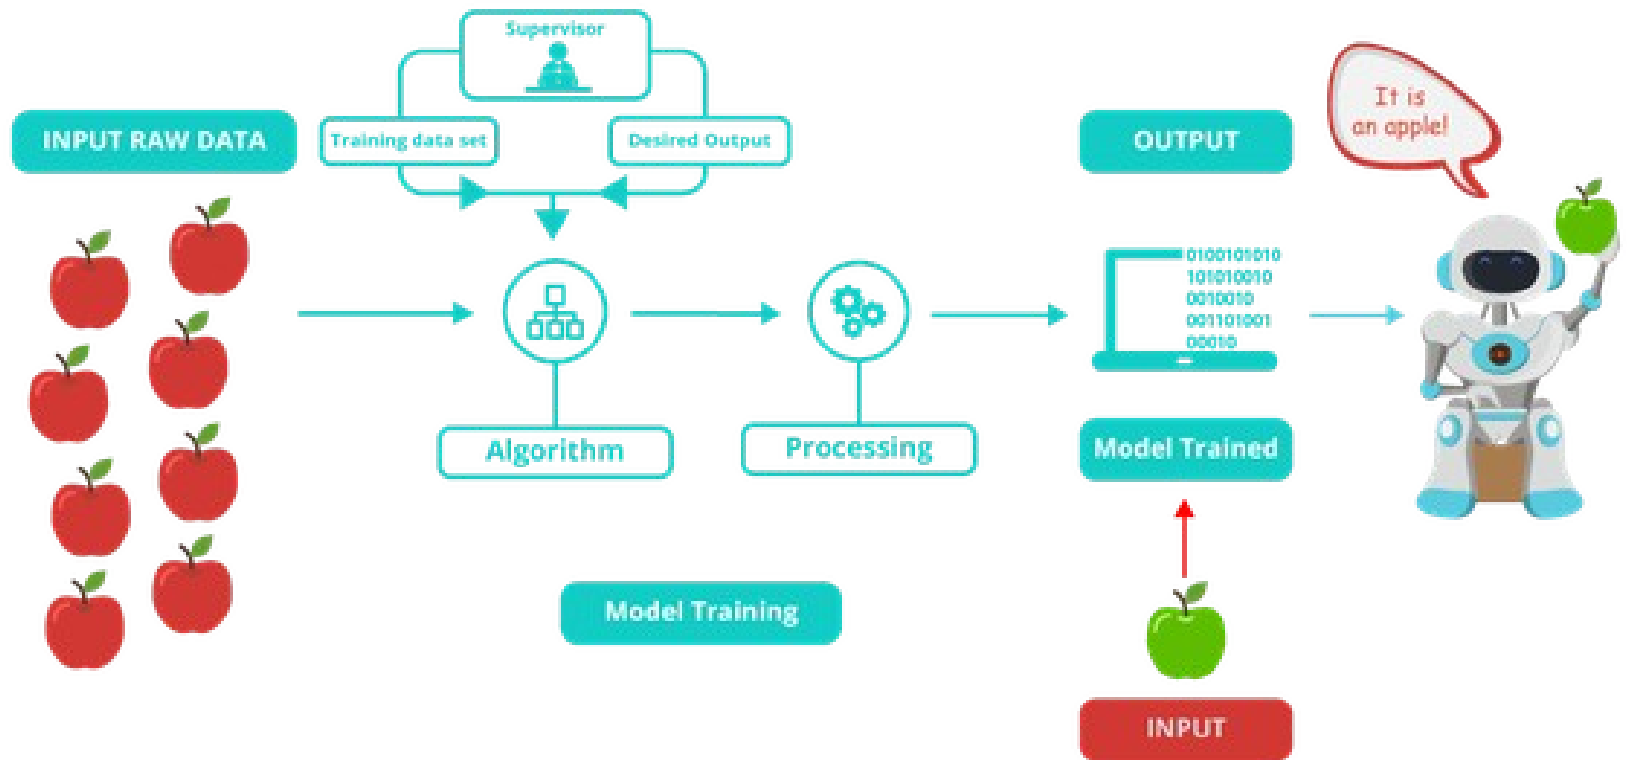 Supervisor
INPUT RAW DATA
Training data set
Desired Output
OUTPUT
It is
an apple!
0100101010
101010010
0010010
001101001
00010
Algorithm
Processing
Model Trained
Model Training
INPUT